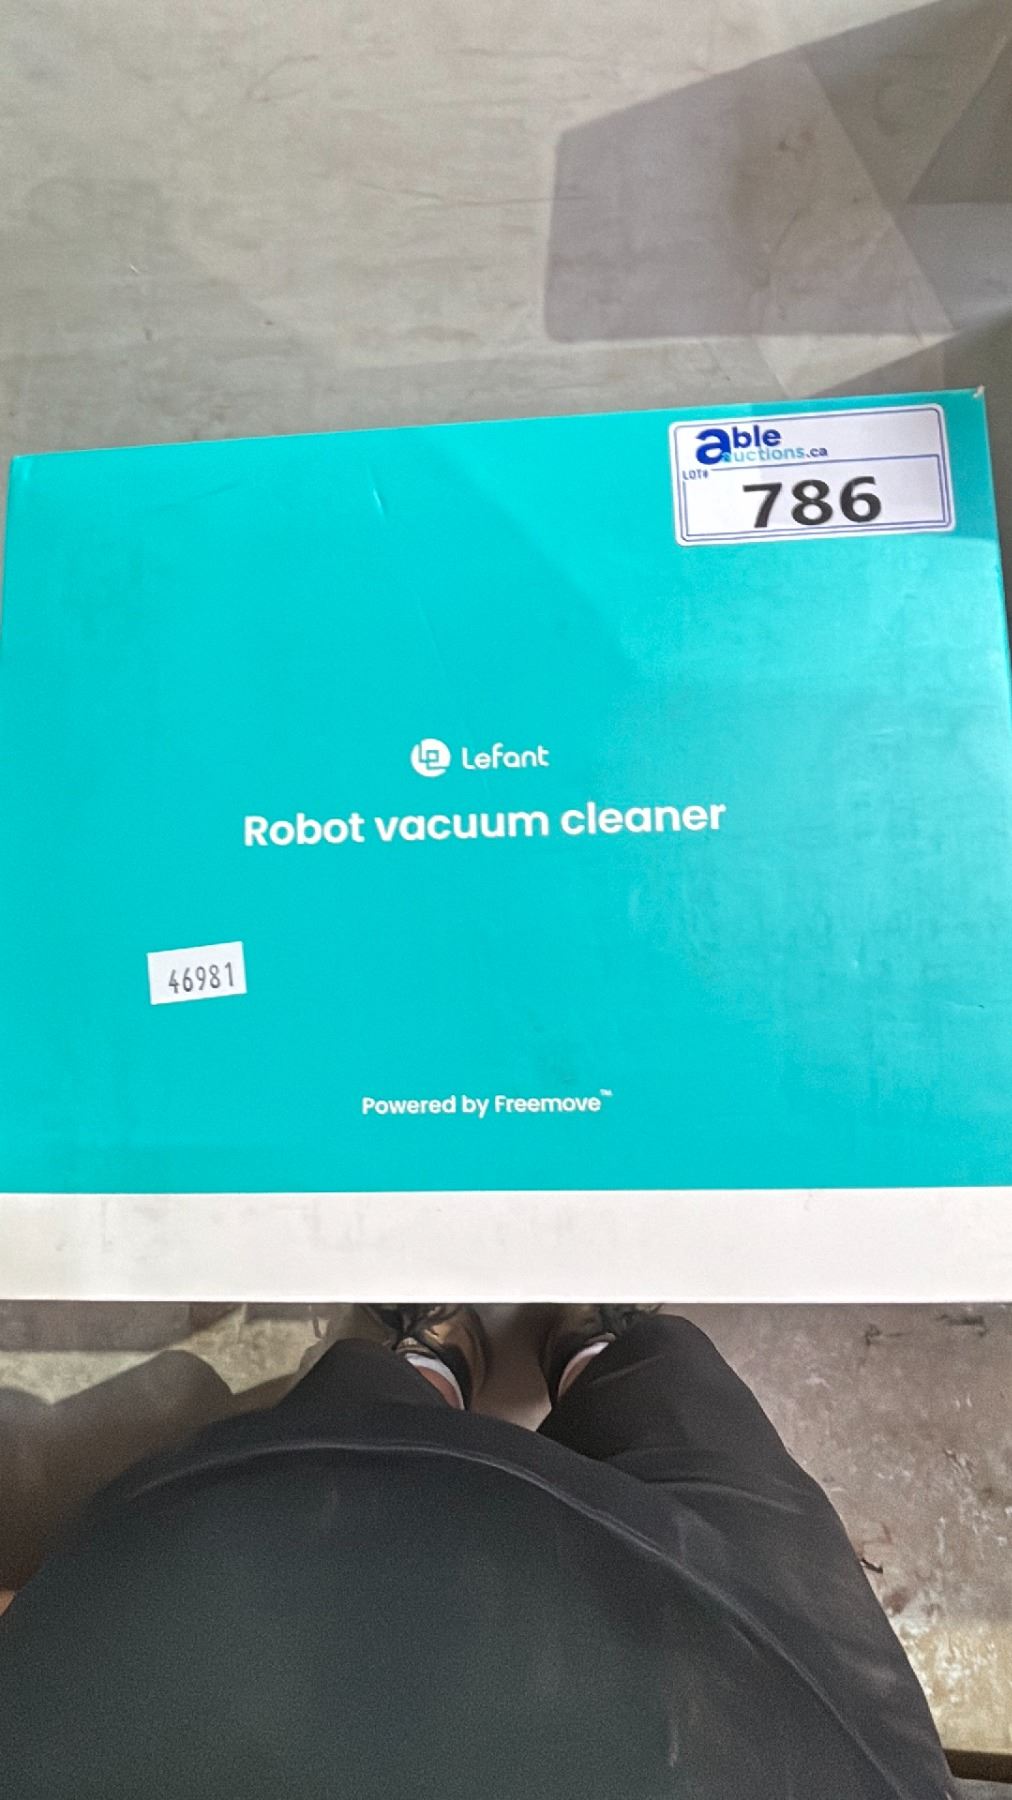 able
auctions.ca
LOT#
786
Lefant
Robot vacuum cleaner
46981
Powered by Freemove™